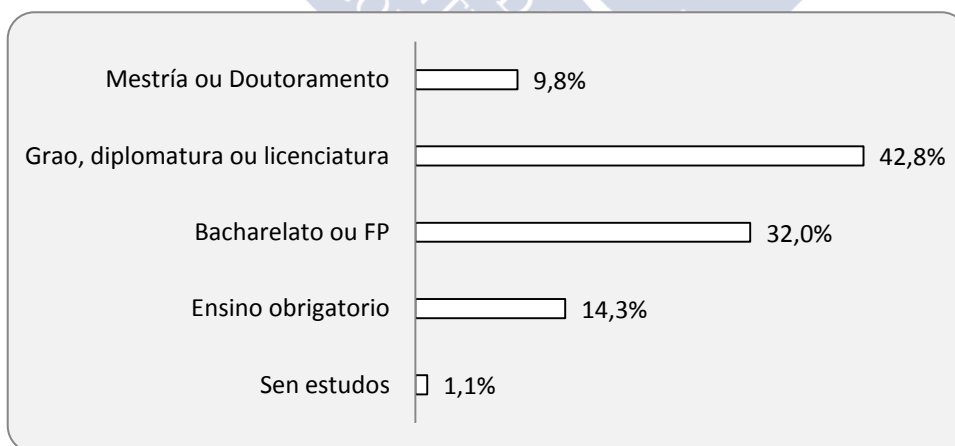 Mestría ou Doutoramento 9,8%
Grao, diplomatura ou licenciatura 42,8%
Bacharelato ou FP 32,0%
Ensino obrigatorio 14,3%
Sen estudos 1,1%